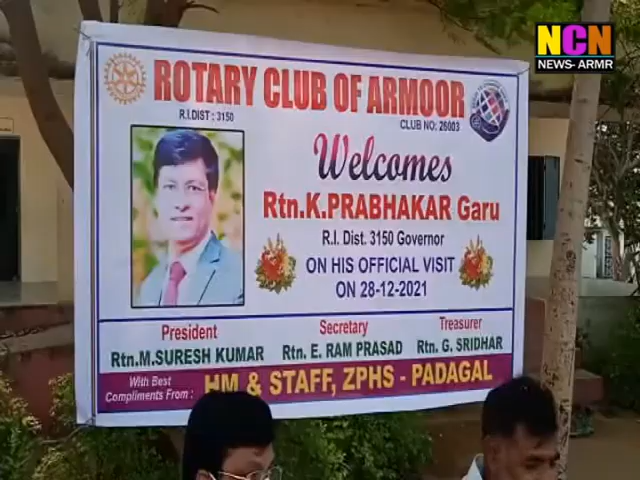 NCN
NEWS-ARMR
ROTARY CLUB OF ARMOOR
R.I.DIST : 3150
CLUB NO: 26003
Welcomes
Rtn.K.PRABHAKAR Garu
R.I. Dist. 3150 Governor
ON HIS OFFICIAL VISIT
ON 28-12-2021
President
Secretary
Treasurer
Rtn.M.SURESH KUMAR
Rtn. E. RAM PRASAD
Rtn. G. SRIDHAR
With Best
Compliments From :
HM & STAFF, ZPHS - PADAGAL